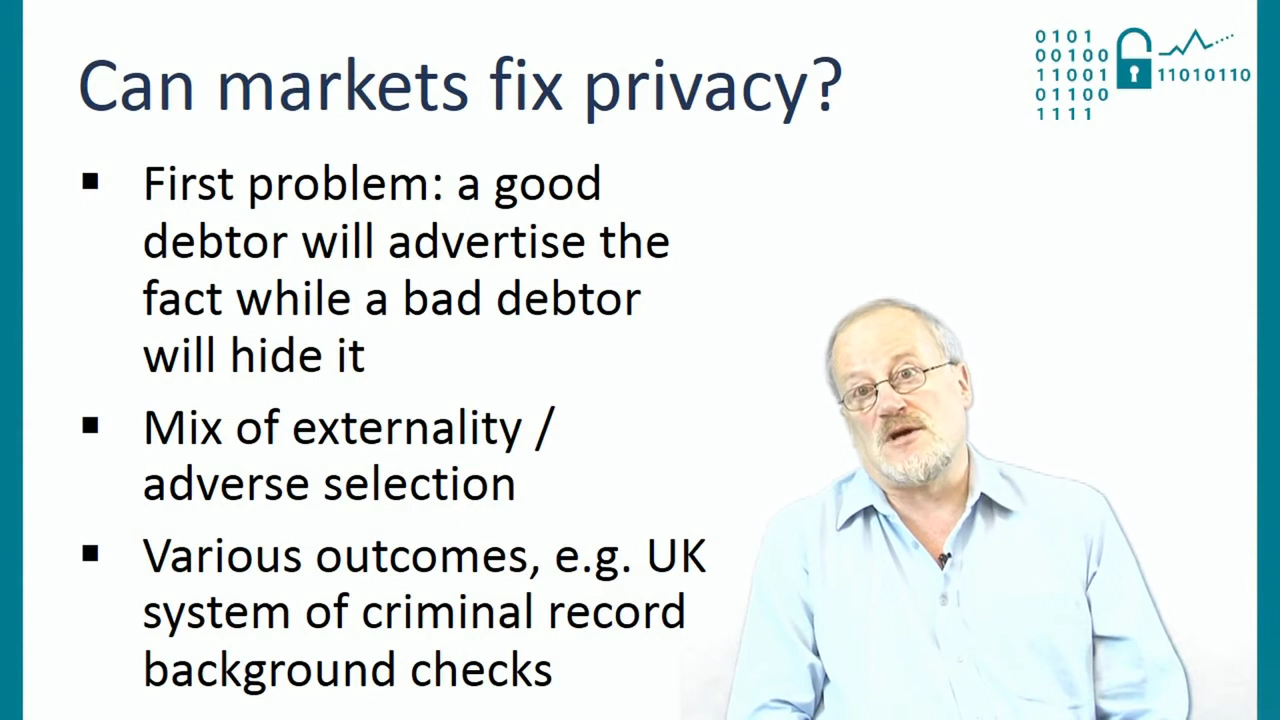 Can markets fix privacy?
0101
00100
11001
11010110
01100
1111
▪ First problem: a good
debtor will advertise the
fact while a bad debtor
will hide it
▪ Mix of externality /
adverse selection
▪ Various outcomes, e.g. UK
system of criminal record
background checks